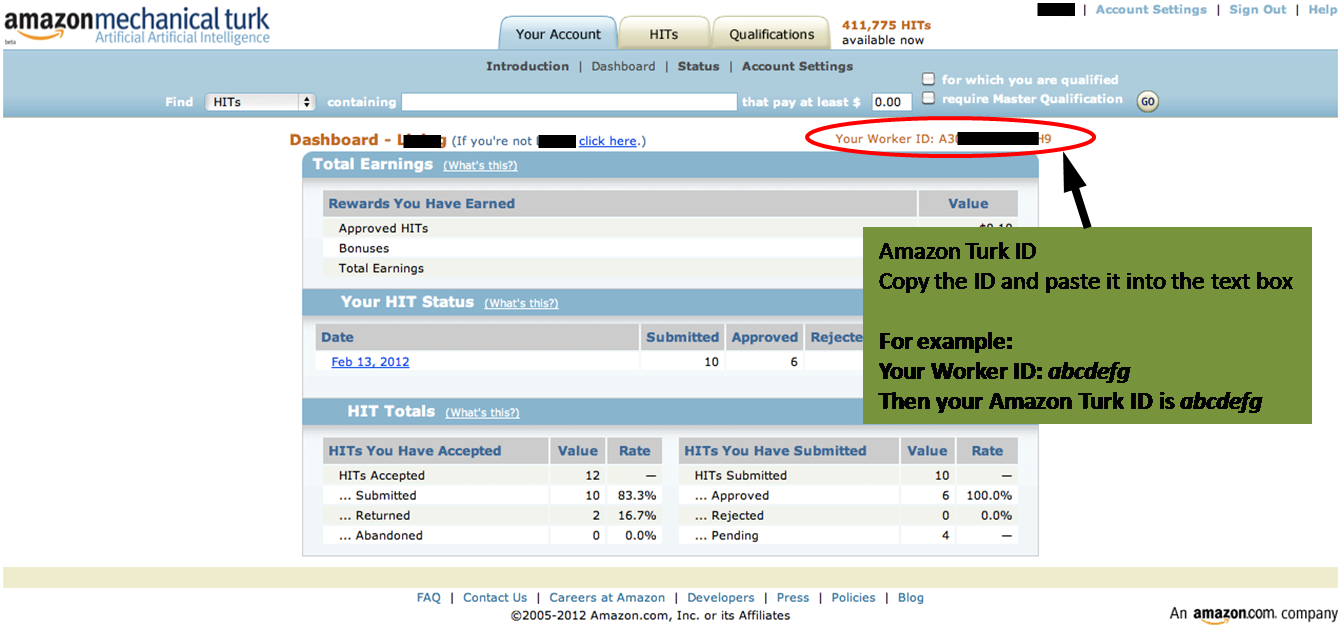 amazonmechanical turk
beta
Artificial Artificial Intelligence
Your Account
HITs
Qualifications
411,775 HITs
available now
| Account Settings | Sign Out | Help
Introduction | Dashboard | Status | Account Settings
Find HITs containing that pay at least $ 0.00
for which you are qualified
require Master Qualification
GO
Dashboard - (If you're not click here.)
Your Worker ID: A3 H9
Total Earnings (What's this?)
Rewards You Have Earned Value
Approved HITs
Bonuses
Total Earnings
Your HIT Status (What's this?)
Date Submitted Approved Rejecte
Feb 13, 2012 10 6
HIT Totals (What's this?)
HITs You Have Accepted Value Rate
HITs Accepted 12 —
... Submitted 10 83.3%
... Returned 2 16.7%
... Abandoned 0 0.0%
HITs You Have Submitted Value Rate
HITs Submitted 10 —
... Approved 6 100.0%
... Rejected 0 0.0%
... Pending 4 —
Amazon Turk ID
Copy the ID and paste it into the text box
For example:
Your Worker ID: abcdefg
Then your Amazon Turk ID is abcdefg
FAQ | Contact Us | Careers at Amazon | Developers | Press | Policies | Blog
©2005-2012 Amazon.com, Inc. or its Affiliates
An amazon.com. company